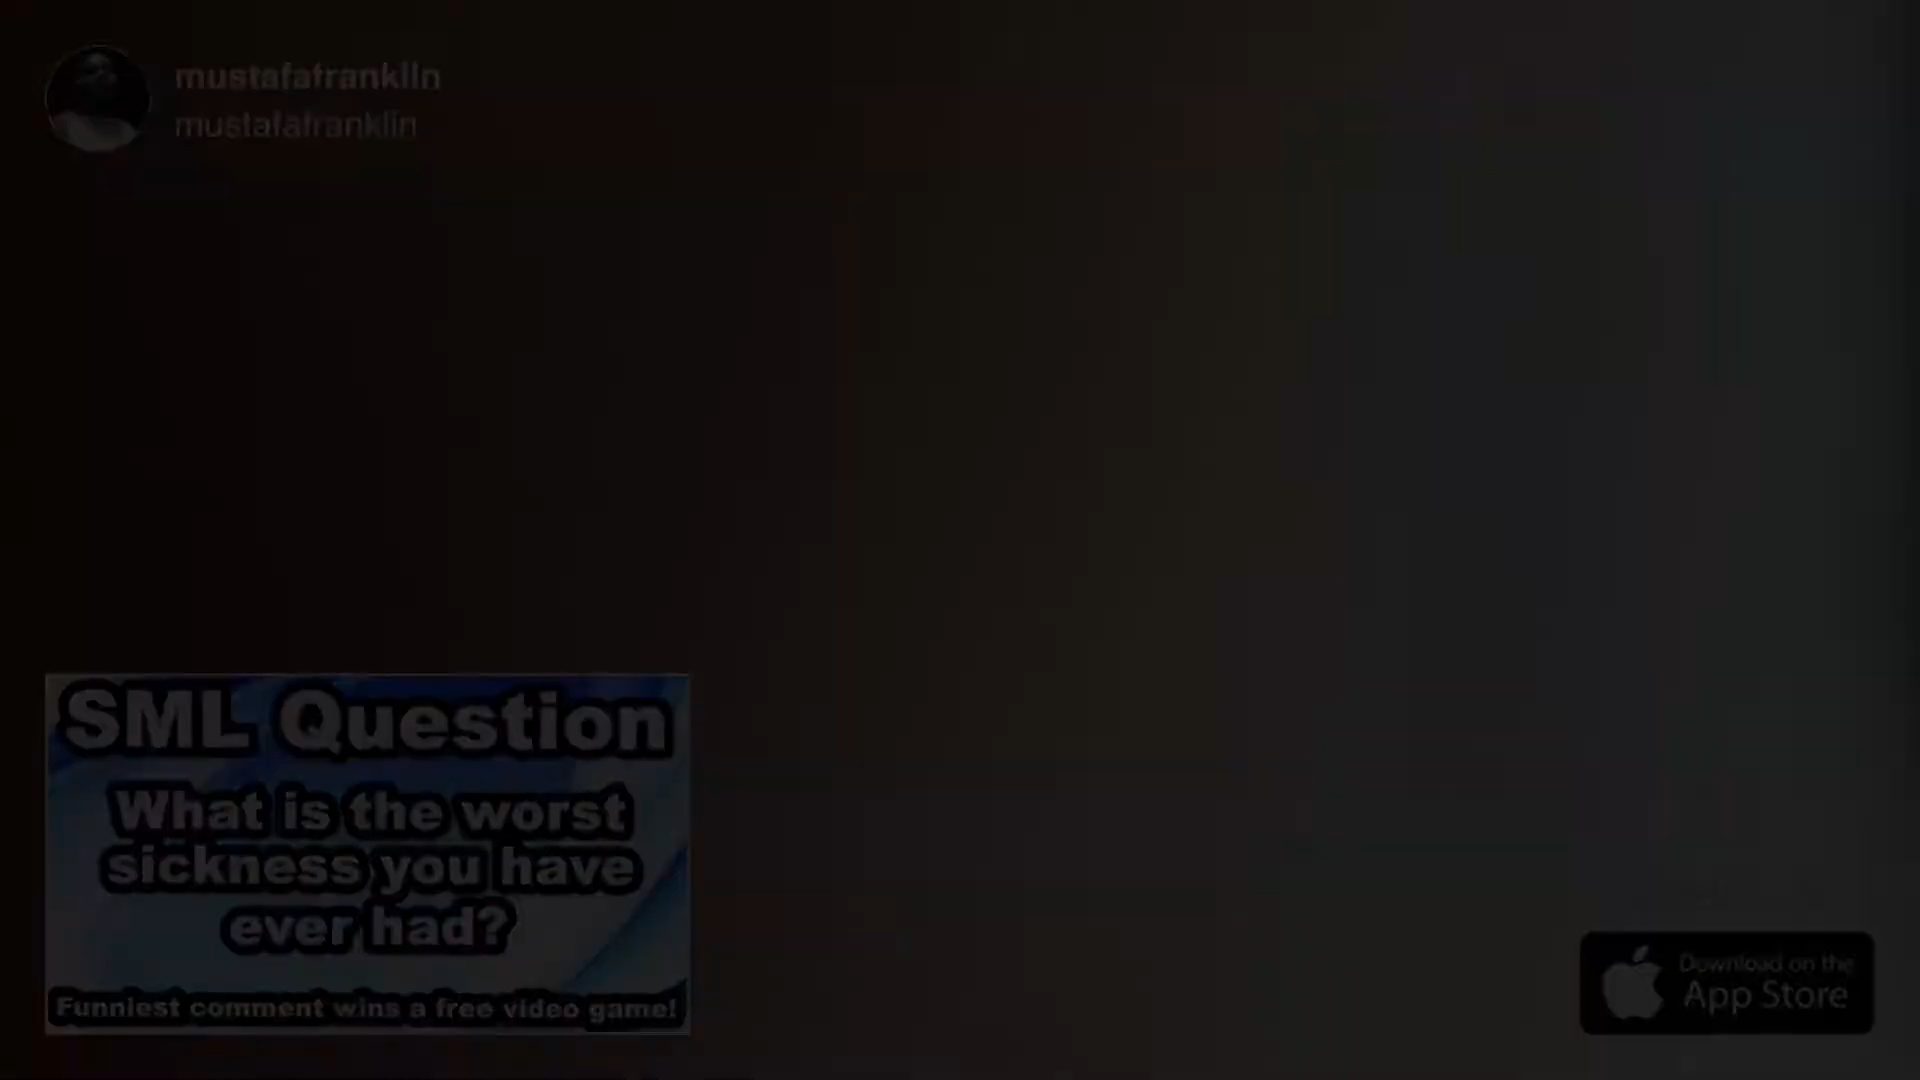 mustafafranklin
mustafafranklin
SML Question
What is the worst
sickness you have
ever had?
Funniest comment wins a free video game!
Download on the
App Store